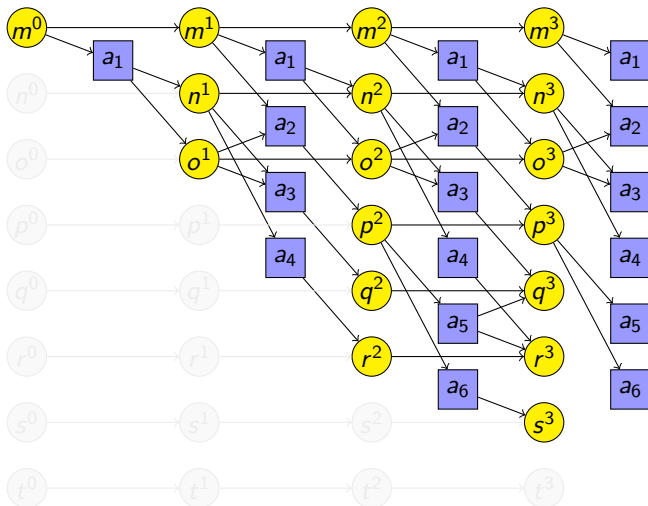 m⁰ m¹ m² m³
a₁ a₁ a₁ a₁
n⁰ n¹ n² n³
a₂ a₂ a₂
o⁰ o¹ o² o³
a₃ a₃ a₃
p⁰ p¹ p² p³
a₄ a₄ a₄
q⁰ q¹ q² q³
a₅ a₅
r⁰ r¹ r² r³
a₆ a₆
s⁰ s¹ s² s³
t⁰ t¹ t² t³